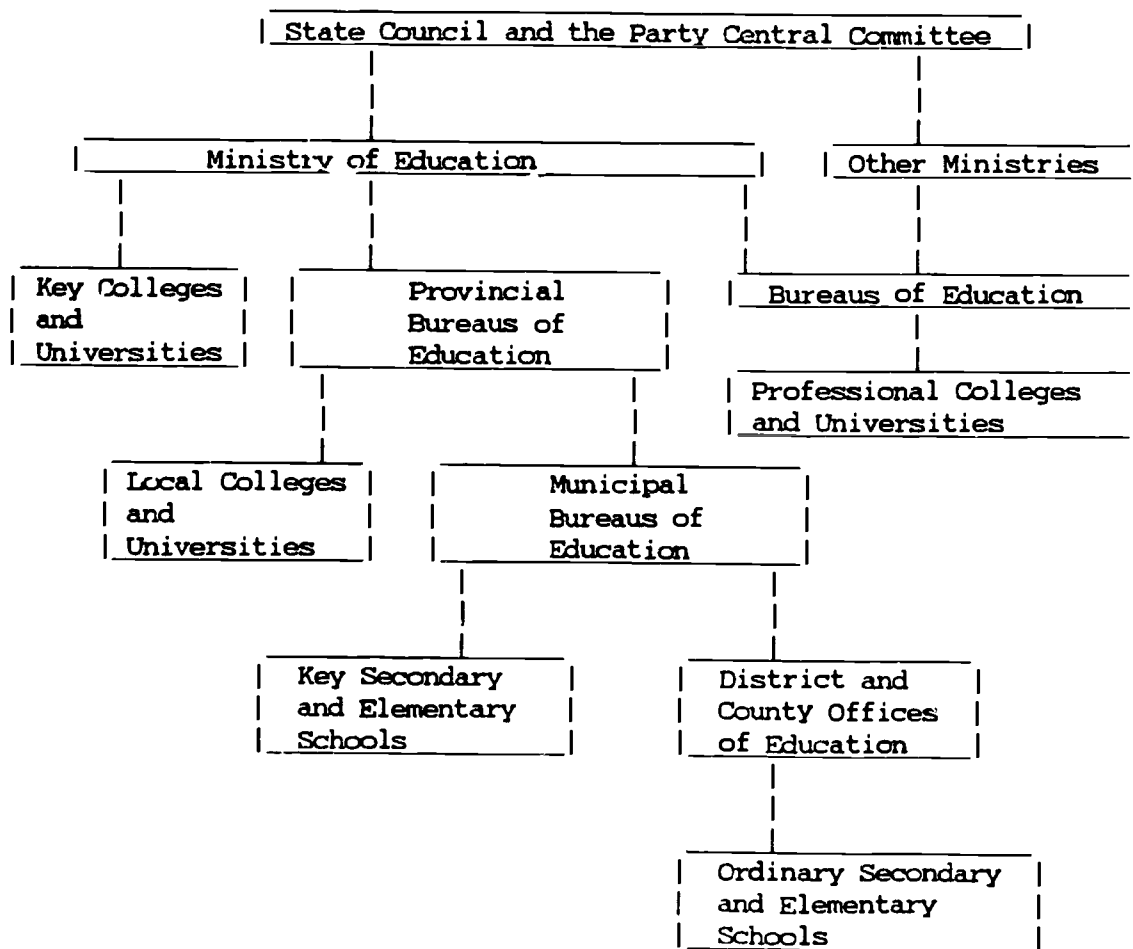 State Council and the Party Central Committee
Ministry of Education
Other Ministries
Key Colleges
and
Universities
Provincial
Bureaus of
Education
Bureaus of Education
Professional Colleges
and Universities
Local Colleges
and
Universities
Municipal
Bureaus of
Education
Key Secondary
and Elementary
Schools
District and
County Offices
of Education
Ordinary Secondary
and Elementary
Schools